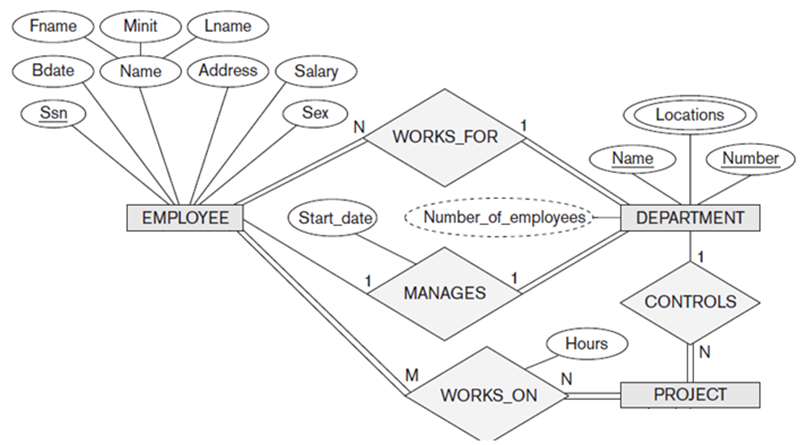 Fname
Minit
Lname
Bdate
Name
Address
Salary
Ssn
Sex
N
WORKS_FOR
1
Locations
Name
Number
EMPLOYEE
Start_date
Number_of_employees
DEPARTMENT
1
MANAGES
1
1
CONTROLS
Hours
N
M
WORKS_ON
N
PROJECT